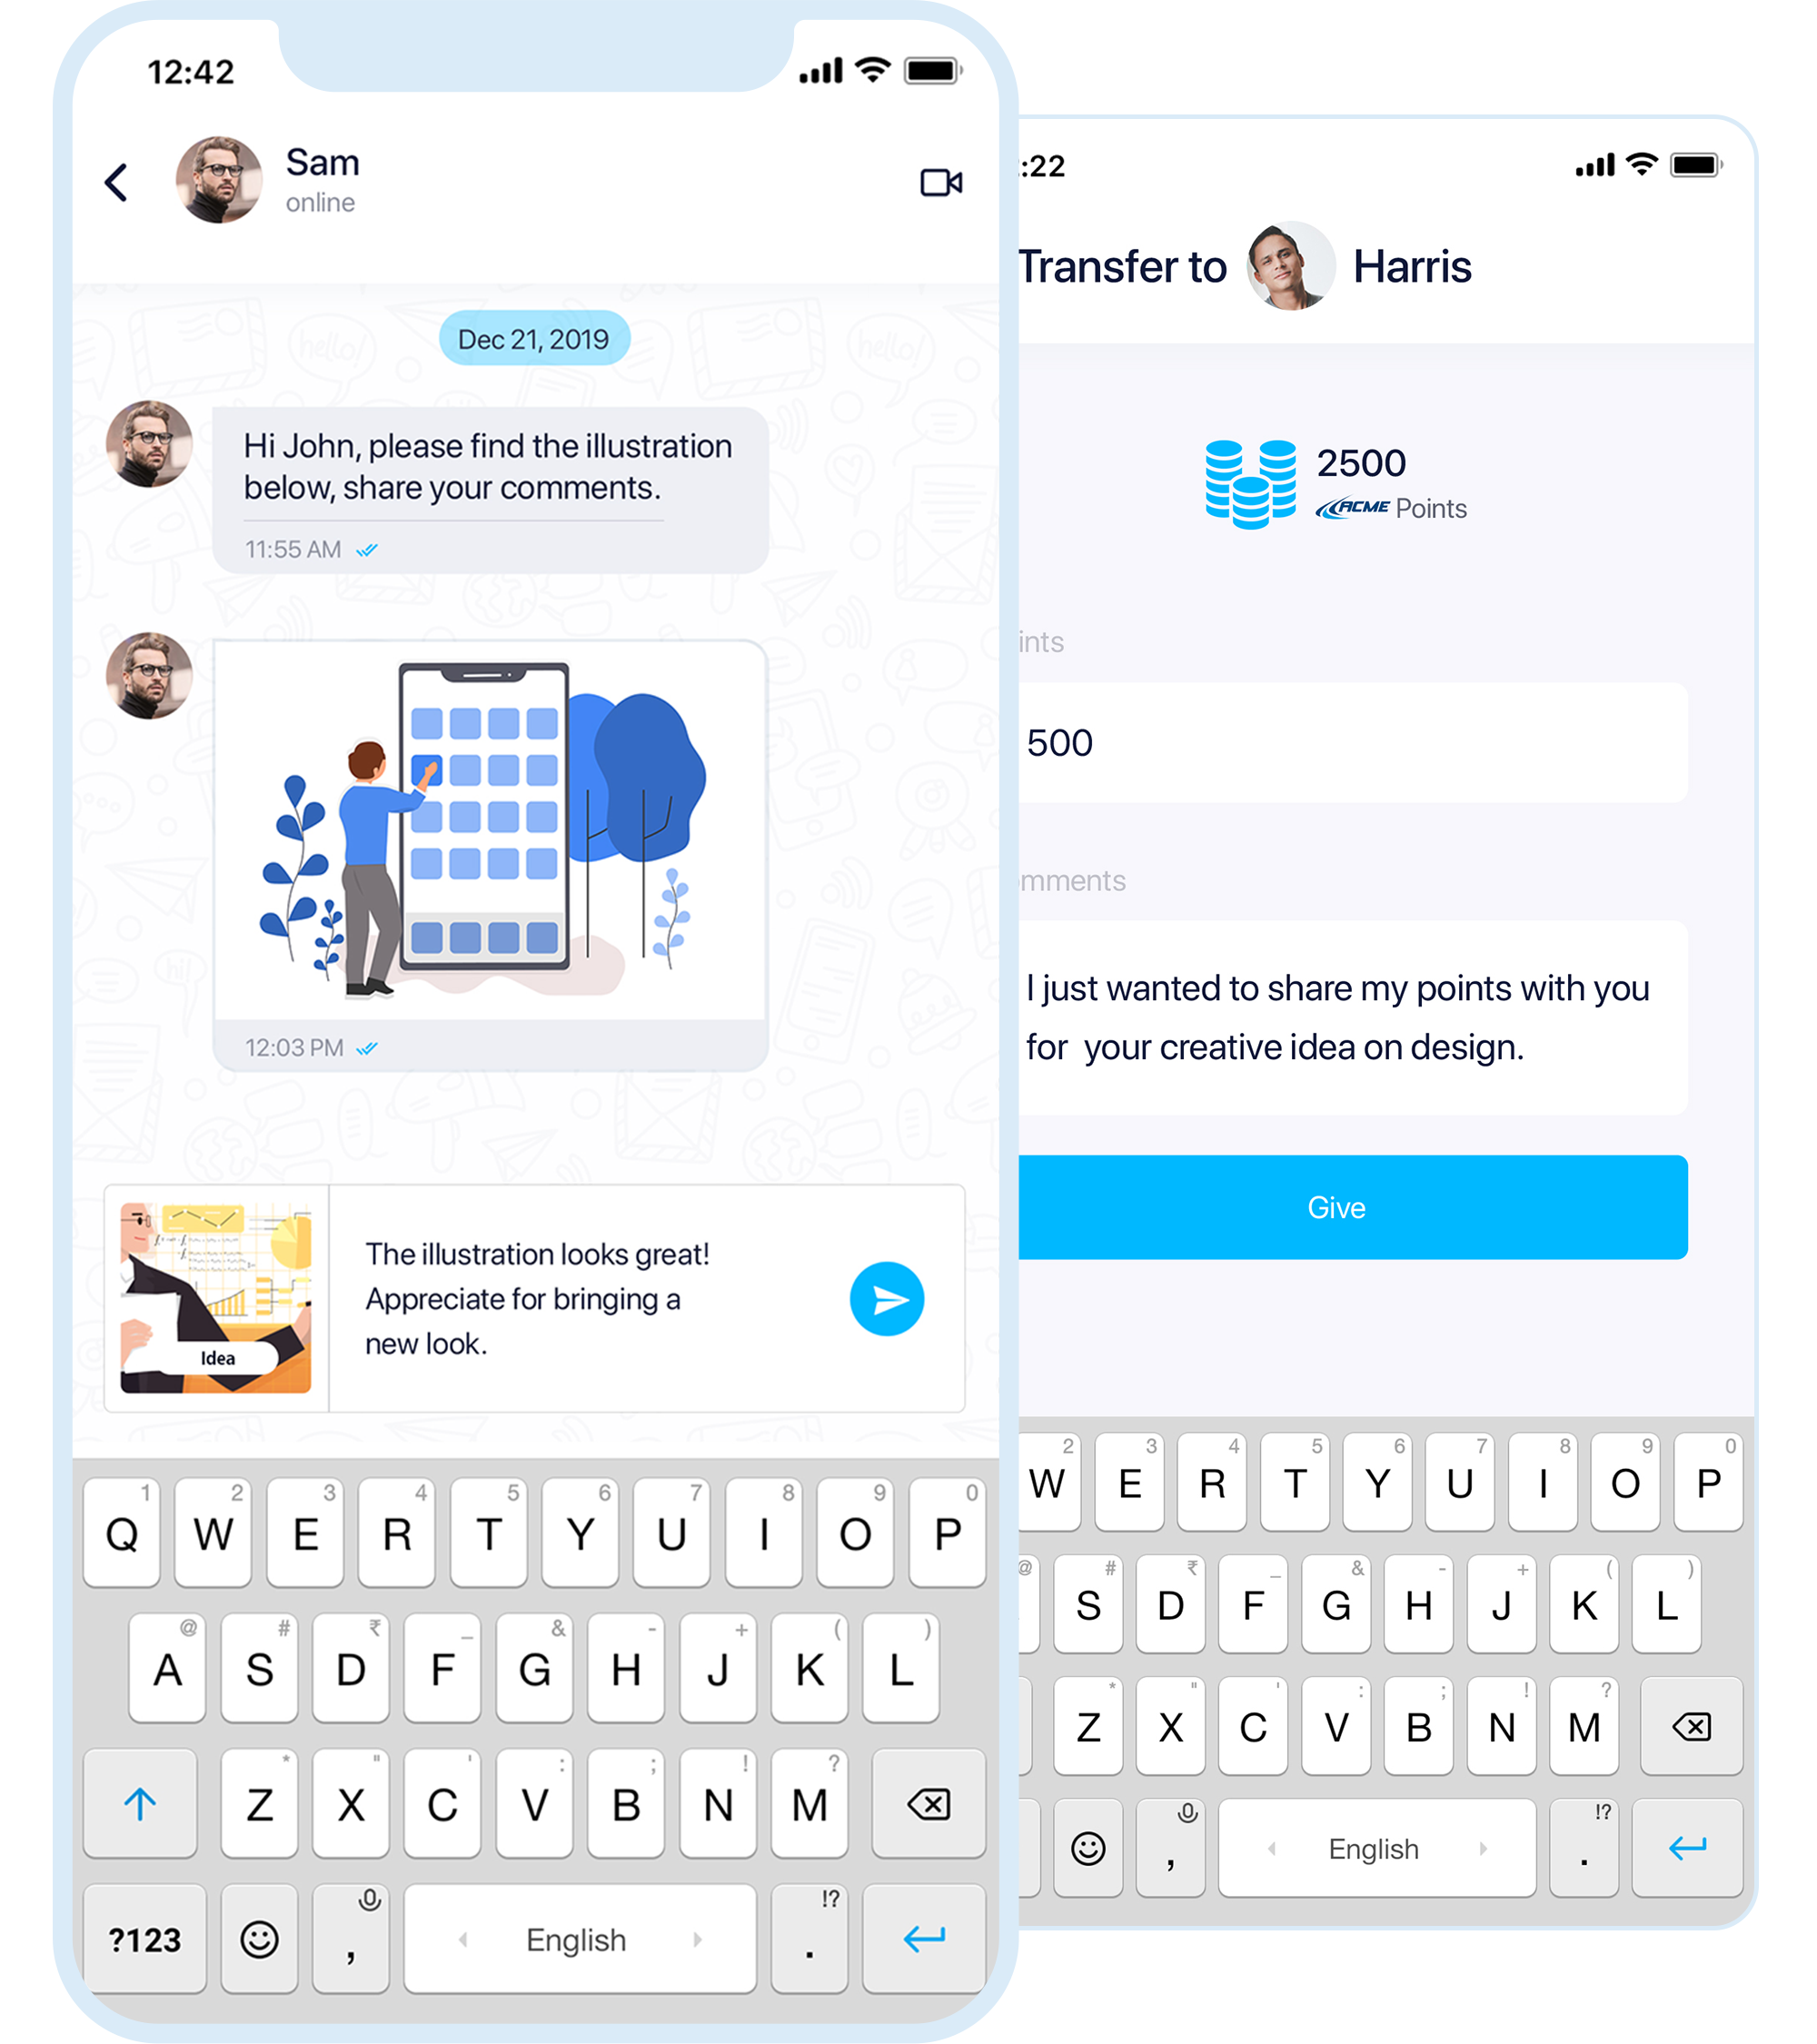 12:42
Sam
online
Dec 21, 2019
Hi John, please find the illustration
below, share your comments.
11:55 AM
12:03 PM
Idea
The illustration looks great!
Appreciate for bringing a
new look.
1 2 3 4 5 6 7 8 9 0
Q W E R T Y U I O P
@ # ₹ _ & - + ( )
A S D F G H J K L
* " ' : ; ! ?
Z X C V B N M
!?
?123 , English .
:22
Transfer to Harris
2500
ACME Points
ints
500
omments
I just wanted to share my points with you
for your creative idea on design.
Give
2 3 4 5 6 7 8 9 0
W E R T Y U I O P
@ # ₹ _ & - + ( )
S D F G H J K L
* " ' : ; ! ?
Z X C V B N M
!?
, English .
hello!
hello!
hi!